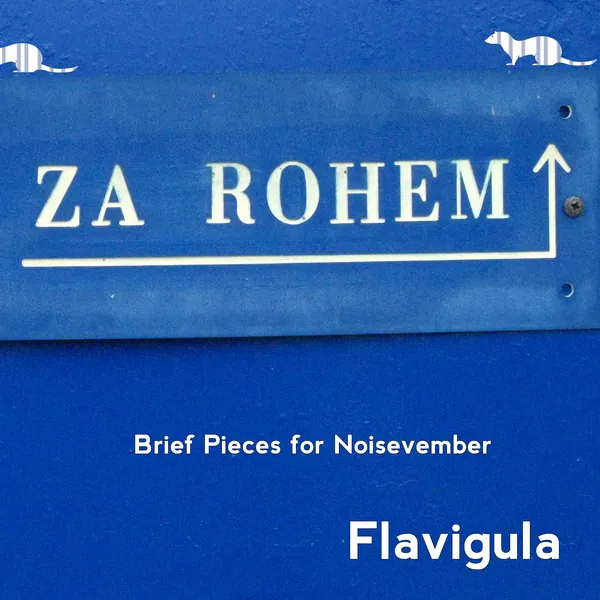 ZA ROHEM
Brief Pieces for Noisevember
Flavigula